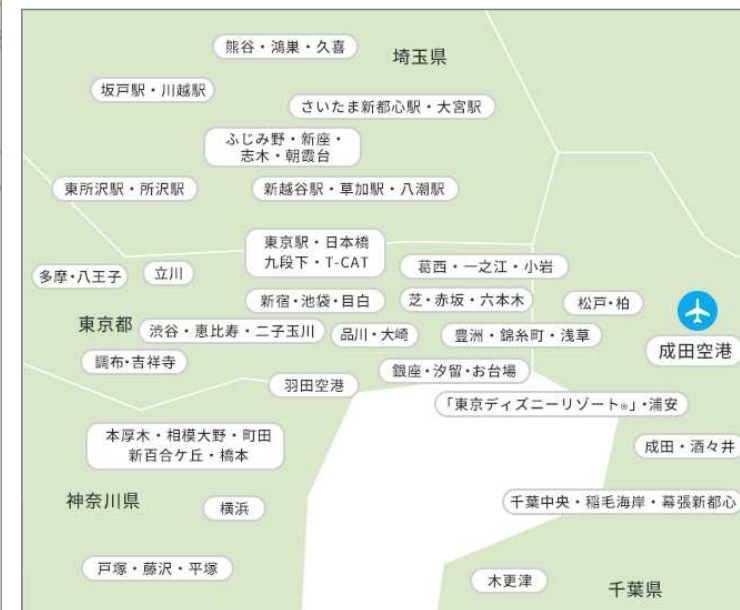 熊谷・鴻巣・久喜
埼玉県
坂戸駅・川越駅
さいたま新都心駅・大宮駅
ふじみ野・新座・
志木・朝霞台
東所沢駅・所沢駅
新越谷駅・草加駅・八潮駅
東京駅・日本橋
九段下・T-CAT
葛西・一之江・小岩
多摩・八王子
立川
新宿・池袋・目白
芝・赤坂・六本木
松戸・柏
東京都
渋谷・恵比寿・二子玉川
品川・大崎
豊洲・錦糸町・浅草
成田空港
調布・吉祥寺
銀座・汐留・お台場
羽田空港
「東京ディズニーリゾート®」・浦安
本厚木・相模大野・町田
新百合ケ丘・橋本
成田・酒々井
神奈川県
横浜
千葉中央・稲毛海岸・幕張新都心
戸塚・藤沢・平塚
木更津
千葉県